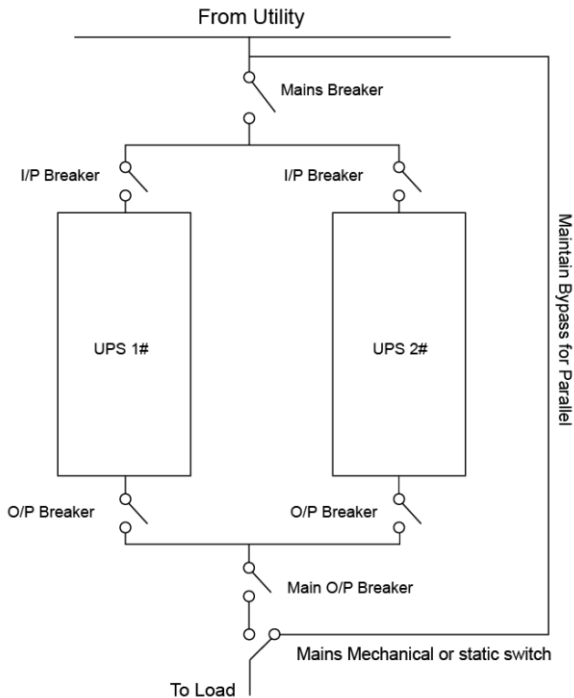 From Utility
Mains Breaker
I/P Breaker
I/P Breaker
UPS 1#
UPS 2#
Maintain Bypass for Parallel
O/P Breaker
O/P Breaker
Main O/P Breaker
Mains Mechanical or static switch
To Load